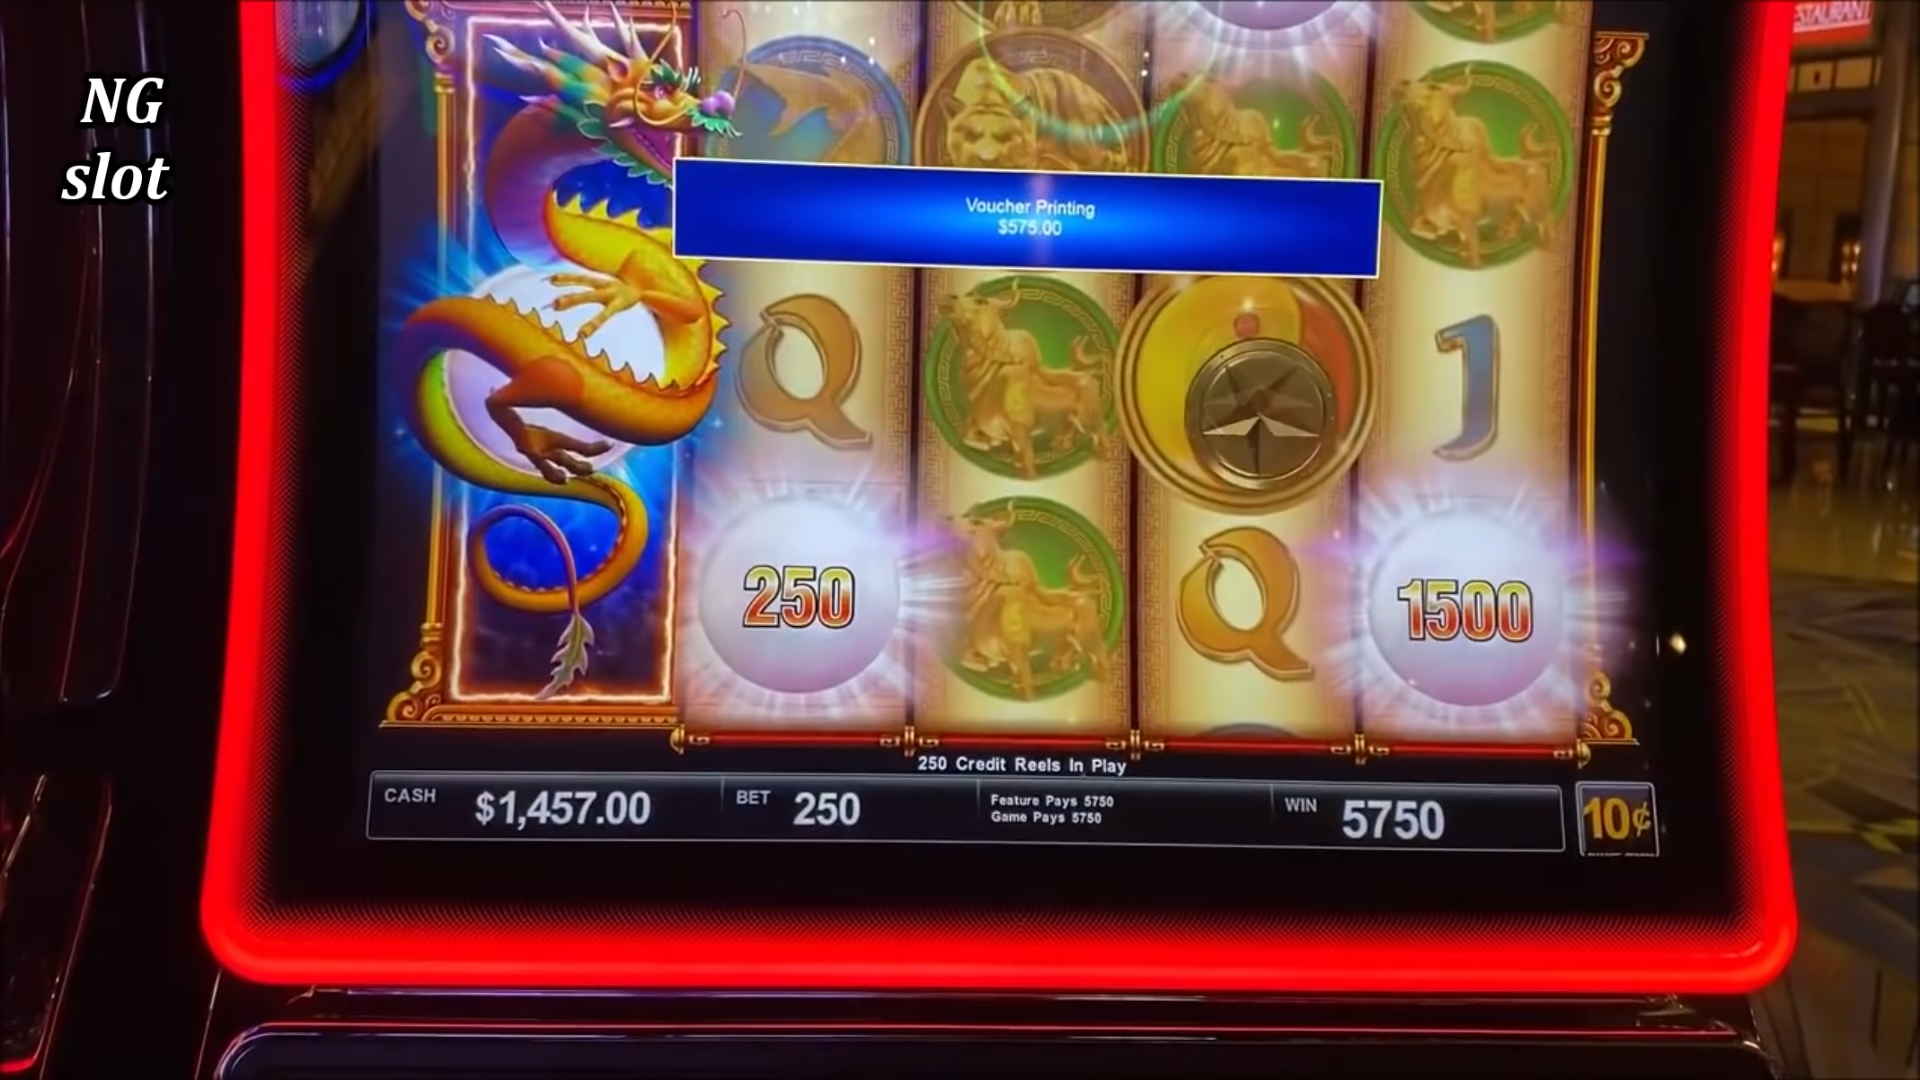 NG
slot
STAURANT
Voucher Printing
$575.00
Q
J
250
Q
1500
250 Credit Reels In Play
CASH $1,457.00 BET 250 Feature Pays 5750
Game Pays 5750
WIN 5750 10¢